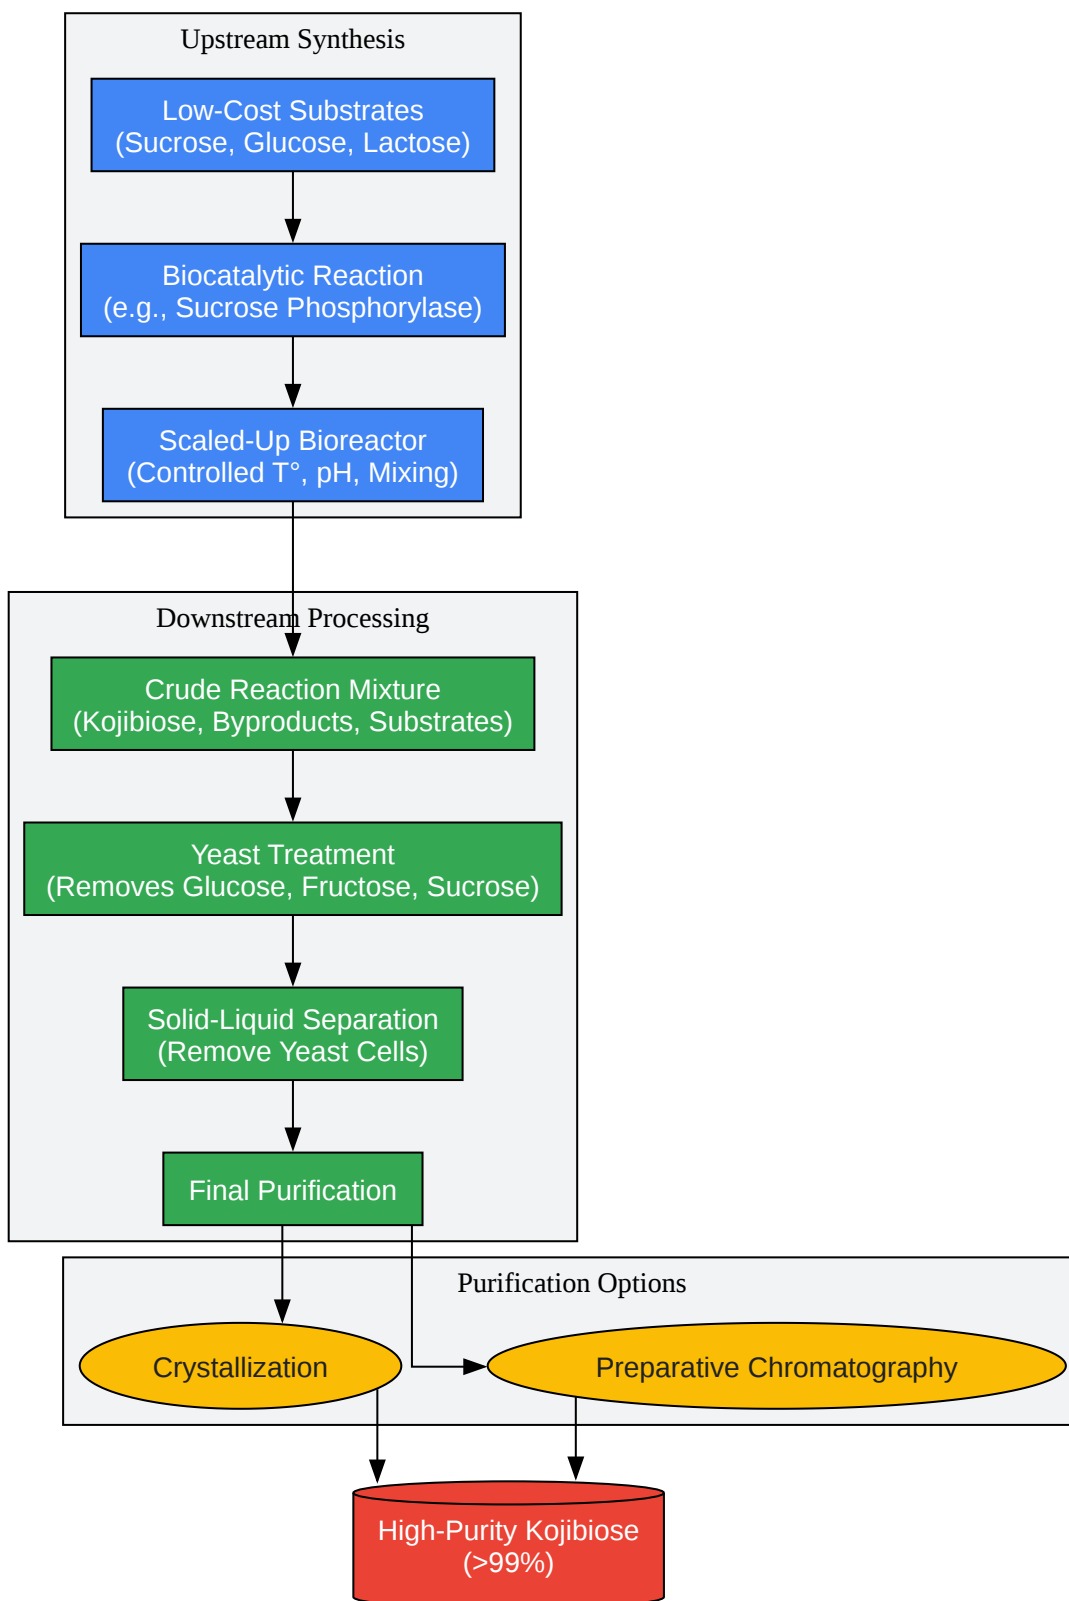 Upstream Synthesis
Low-Cost Substrates
(Sucrose, Glucose, Lactose)
Biocatalytic Reaction
(e.g., Sucrose Phosphorylase)
Scaled-Up Bioreactor
(Controlled T°, pH, Mixing)
Downstream Processing
Crude Reaction Mixture
(Kojibiose, Byproducts, Substrates)
Yeast Treatment
(Removes Glucose, Fructose, Sucrose)
Solid-Liquid Separation
(Remove Yeast Cells)
Final Purification
Purification Options
Crystallization
Preparative Chromatography
High-Purity Kojibiose
(>99%)